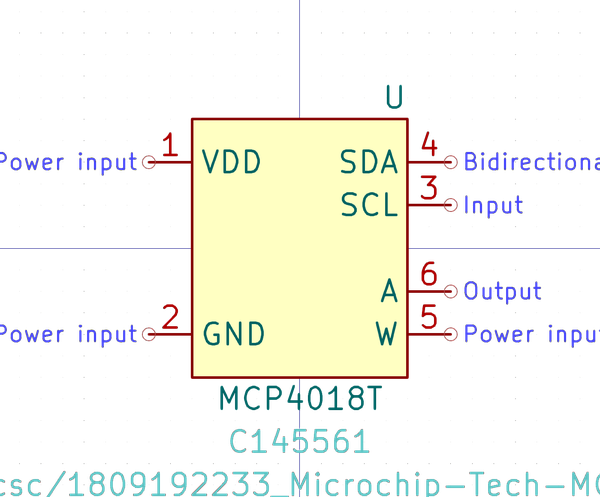 U
1 4
Power input VDD SDA Bidirectiona
3
SCL Input
6
A Output
2 5
Power input GND W Power input
MCP4018T
C145561
csc/1809192233_Microchip-Tech-MC